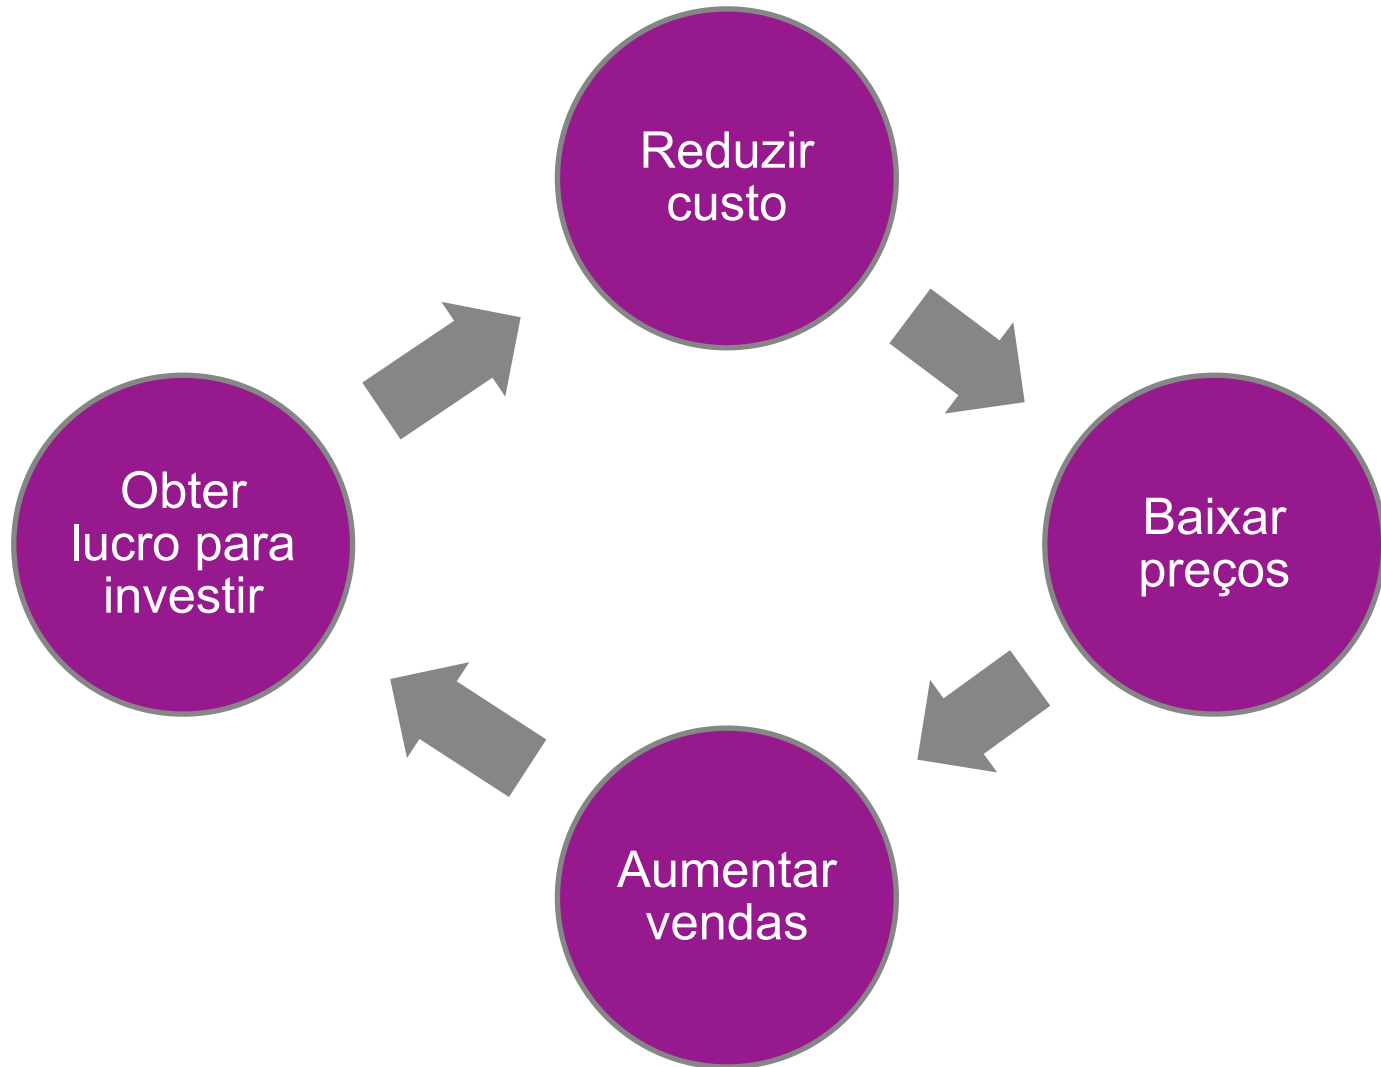 Reduzir
custo
Baixar
preços
Aumentar
vendas
Obter
lucro para
investir